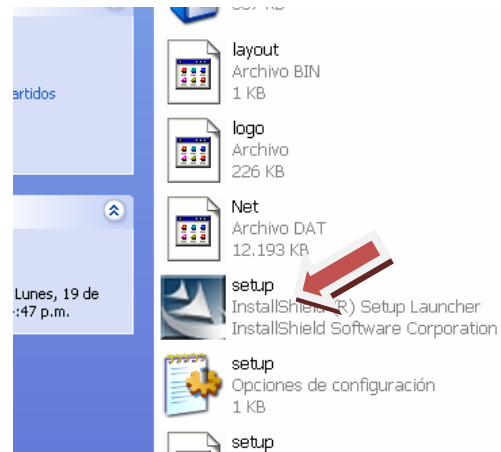 artidos
Lunes, 19 de
:47 p.m.
layout
Archivo BIN
1 KB
logo
Archivo
226 KB
Net
Archivo DAT
12.193 KB
setup
InstallShield (R) Setup Launcher
InstallShield Software Corporation
setup
Opciones de configuración
1 KB
setup